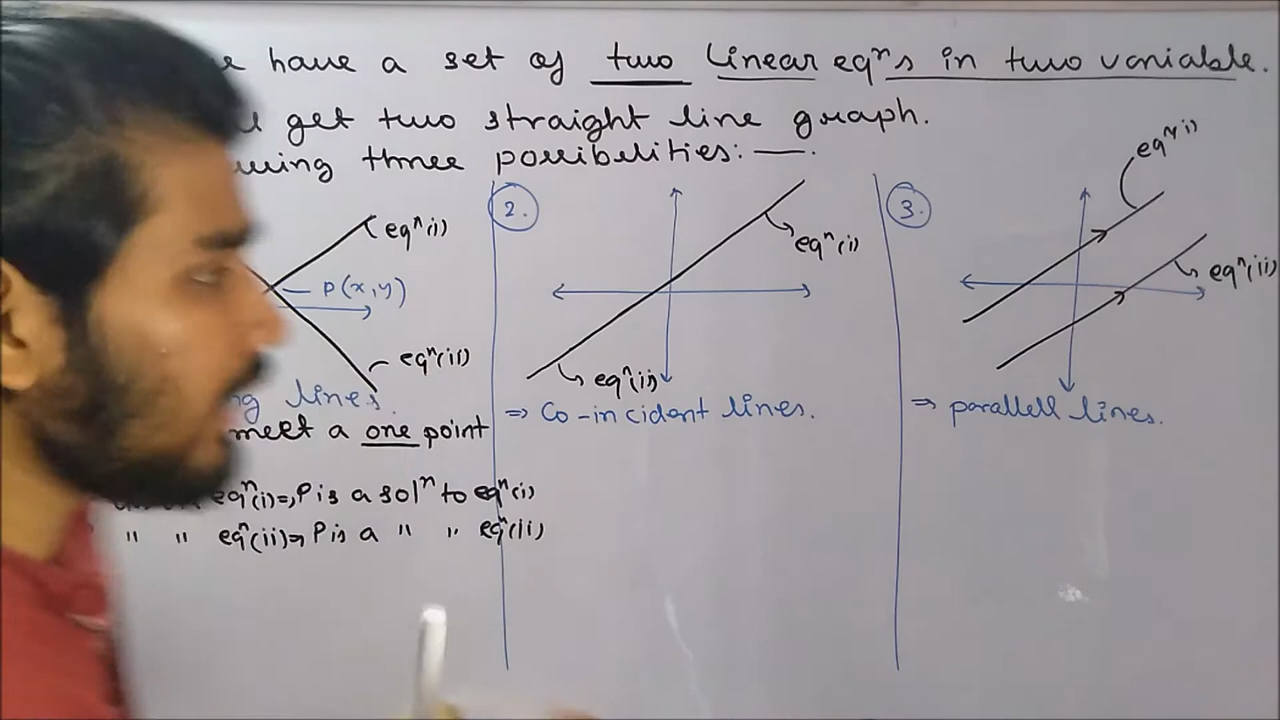 have a set of two linear eqⁿs in two variable.
get two straight line graph.
three possibilities: —.
eqⁿ(i)
P(x,y)
eqⁿ(ii)
lines.
meet a one point
eqⁿ(i)⇒P is a solⁿ to eqⁿ(i)
" " eqⁿ(ii)⇒P is a " " eqⁿ(ii)
2.
eqⁿ(i)
eqⁿ(ii)
⇒ Co-incident lines.
3.
eqⁿ(i)
eqⁿ(ii)
⇒ parallell lines.